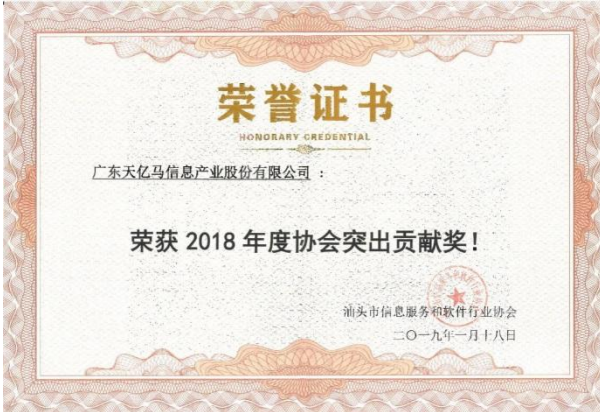 荣誉证书
HONORARY CREDENTIAL
广东天亿马信息产业股份有限公司：
荣获 2018 年度协会突出贡献奖！
汕头市信息服务和软件行业协会
二〇一九年一月十八日